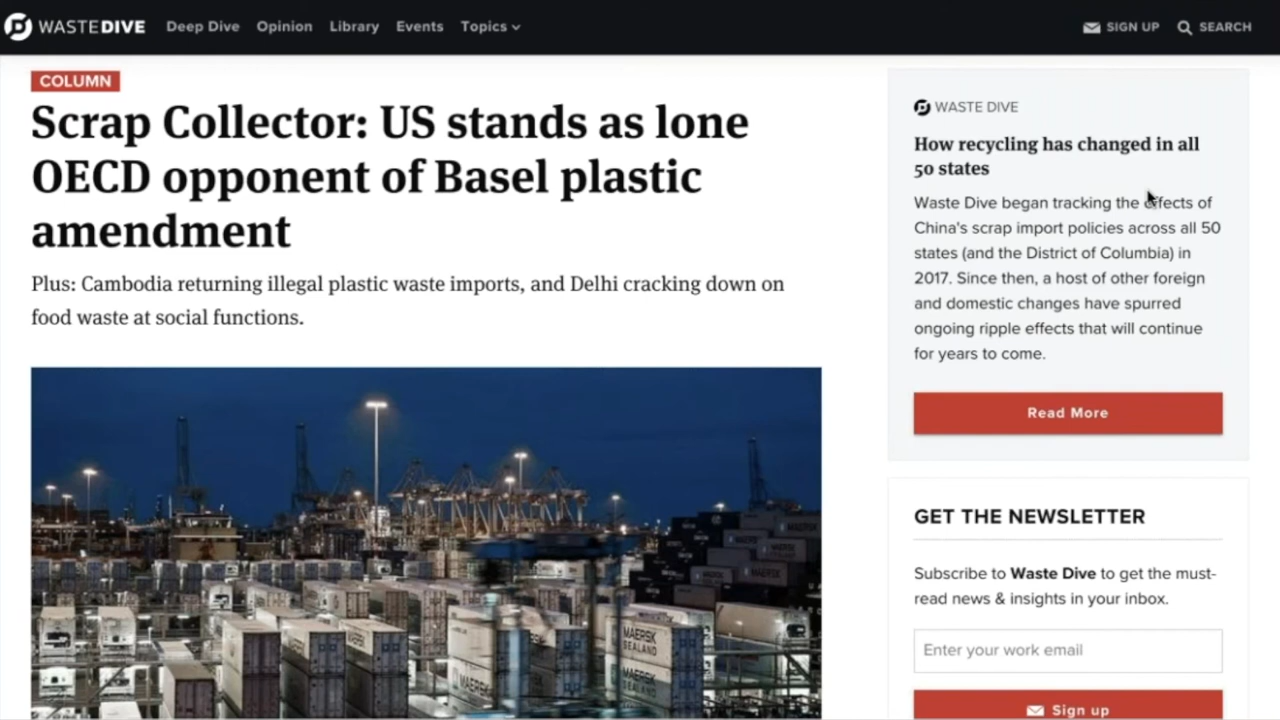 WASTEDIVE Deep Dive Opinion Library Events Topics SIGN UP SEARCH
COLUMN
Scrap Collector: US stands as lone
OECD opponent of Basel plastic
amendment
Plus: Cambodia returning illegal plastic waste imports, and Delhi cracking down on
food waste at social functions.
MAERSK
SEALAND
MAERSK
SEALAND
MAERSK
WASTE DIVE
How recycling has changed in all
50 states
Waste Dive began tracking the effects of
China's scrap import policies across all 50
states (and the District of Columbia) in
2017. Since then, a host of other foreign
and domestic changes have spurred
ongoing ripple effects that will continue
for years to come.
Read More
GET THE NEWSLETTER
Subscribe to Waste Dive to get the must-
read news & insights in your inbox.
Enter your work email
Sign up